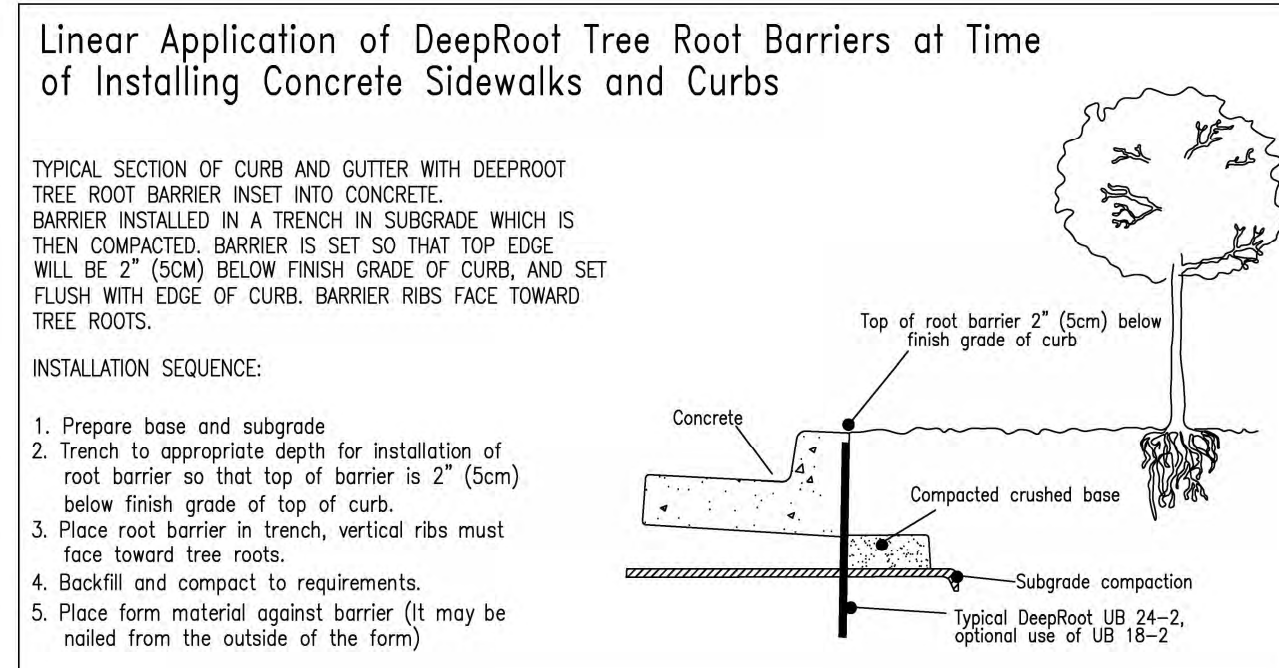 Linear Application of DeepRoot Tree Root Barriers at Time
of Installing Concrete Sidewalks and Curbs
TYPICAL SECTION OF CURB AND GUTTER WITH DEEPROOT
TREE ROOT BARRIER INSET INTO CONCRETE.
BARRIER INSTALLED IN A TRENCH IN SUBGRADE WHICH IS
THEN COMPACTED. BARRIER IS SET SO THAT TOP EDGE
WILL BE 2" (5CM) BELOW FINISH GRADE OF CURB, AND SET
FLUSH WITH EDGE OF CURB. BARRIER RIBS FACE TOWARD
TREE ROOTS.
INSTALLATION SEQUENCE:
1. Prepare base and subgrade
2. Trench to appropriate depth for installation of
root barrier so that top of barrier is 2" (5cm)
below finish grade of top of curb.
3. Place root barrier in trench, vertical ribs must
face toward tree roots.
4. Backfill and compact to requirements.
5. Place form material against barrier (It may be
nailed from the outside of the form)
Top of root barrier 2" (5cm) below
finish grade of curb
Concrete
Compacted crushed base
Subgrade compaction
Typical DeepRoot UB 24-2,
optional use of UB 18-2